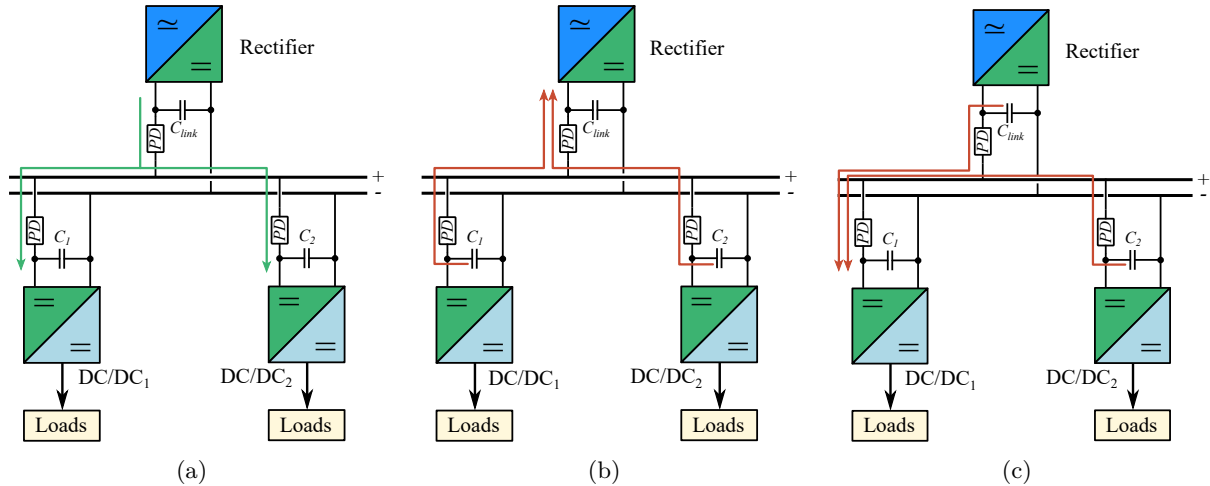 Rectifier
PD
C_link
+
-
PD
C_1
PD
C_2
DC/DC_1
DC/DC_2
Loads
Loads
(a)
Rectifier
PD
C_link
+
-
PD
C_1
PD
C_2
DC/DC_1
DC/DC_2
Loads
Loads
(b)
Rectifier
PD
C_link
+
-
PD
C_1
PD
C_2
DC/DC_1
DC/DC_2
Loads
Loads
(c)